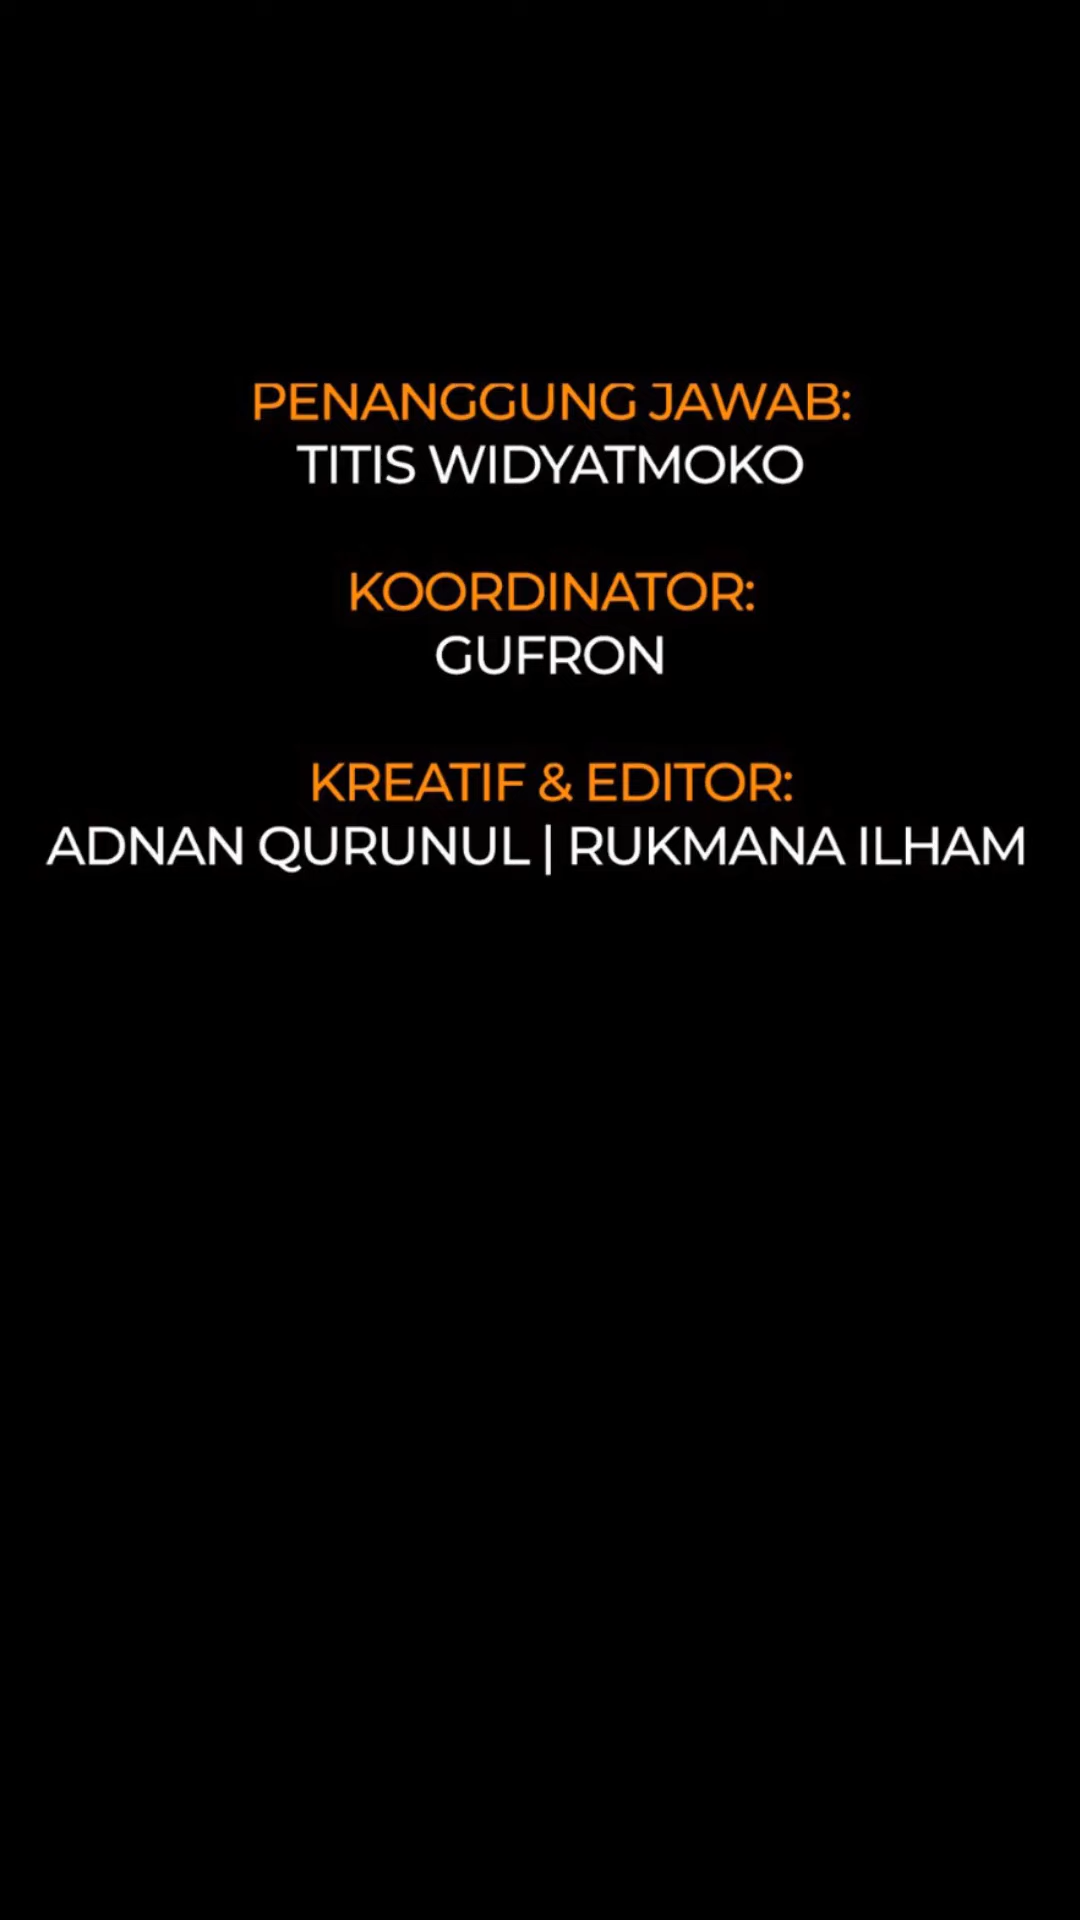 PENANGGUNG JAWAB:
TITIS WIDYATMOKO
KOORDINATOR:
GUFRON
KREATIF & EDITOR:
ADNAN QURUNUL | RUKMANA ILHAM